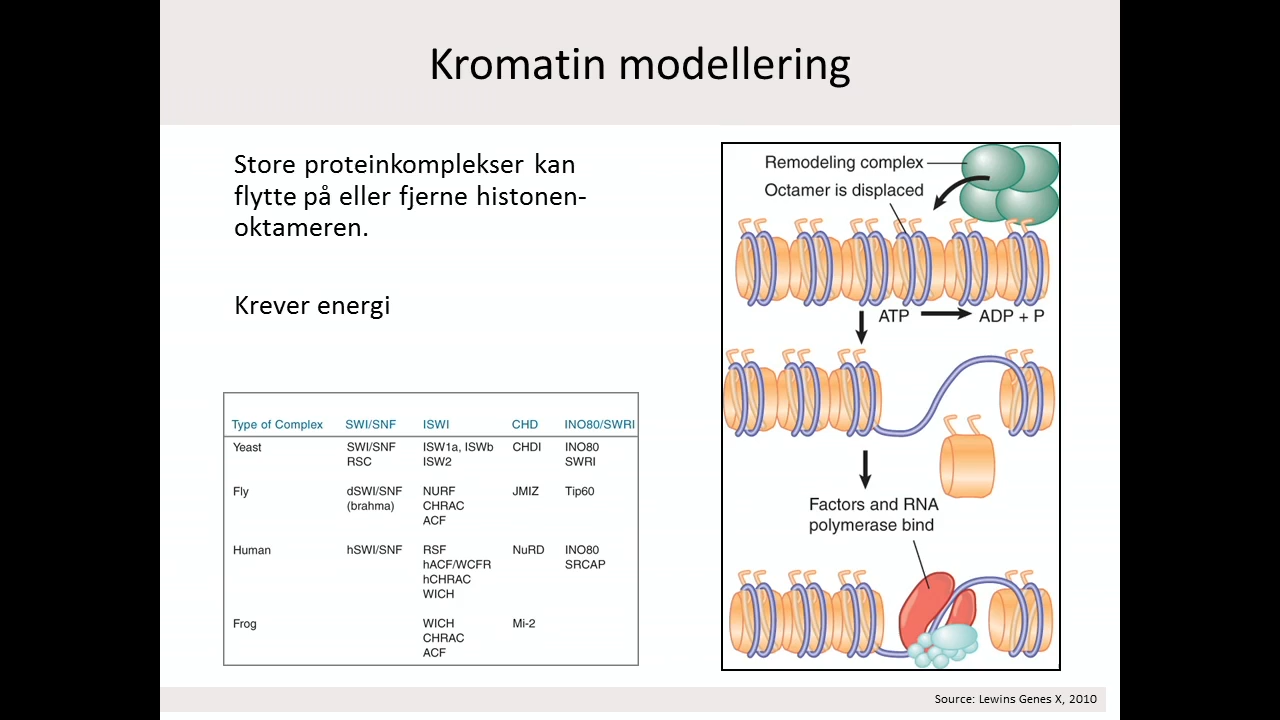 Kromatin modellering
Store proteinkomplekser kan
flytte på eller fjerne histonen-
oktameren.
Krever energi
Type of Complex SWI/SNF ISWI CHD INO80/SWRI
Yeast SWI/SNF ISW1a, ISWb CHDI INO80
RSC ISW2 SWRI
Fly dSWI/SNF NURF JMIZ Tip60
(brahma) CHRAC
ACF
Human hSWI/SNF RSF NuRD INO80
hACF/WCFR SRCAP
hCHRAC
WICH
Frog WICH Mi-2
CHRAC
ACF
Remodeling complex
Octamer is displaced
ATP ADP + P
Factors and RNA
polymerase bind
Source: Lewins Genes X, 2010